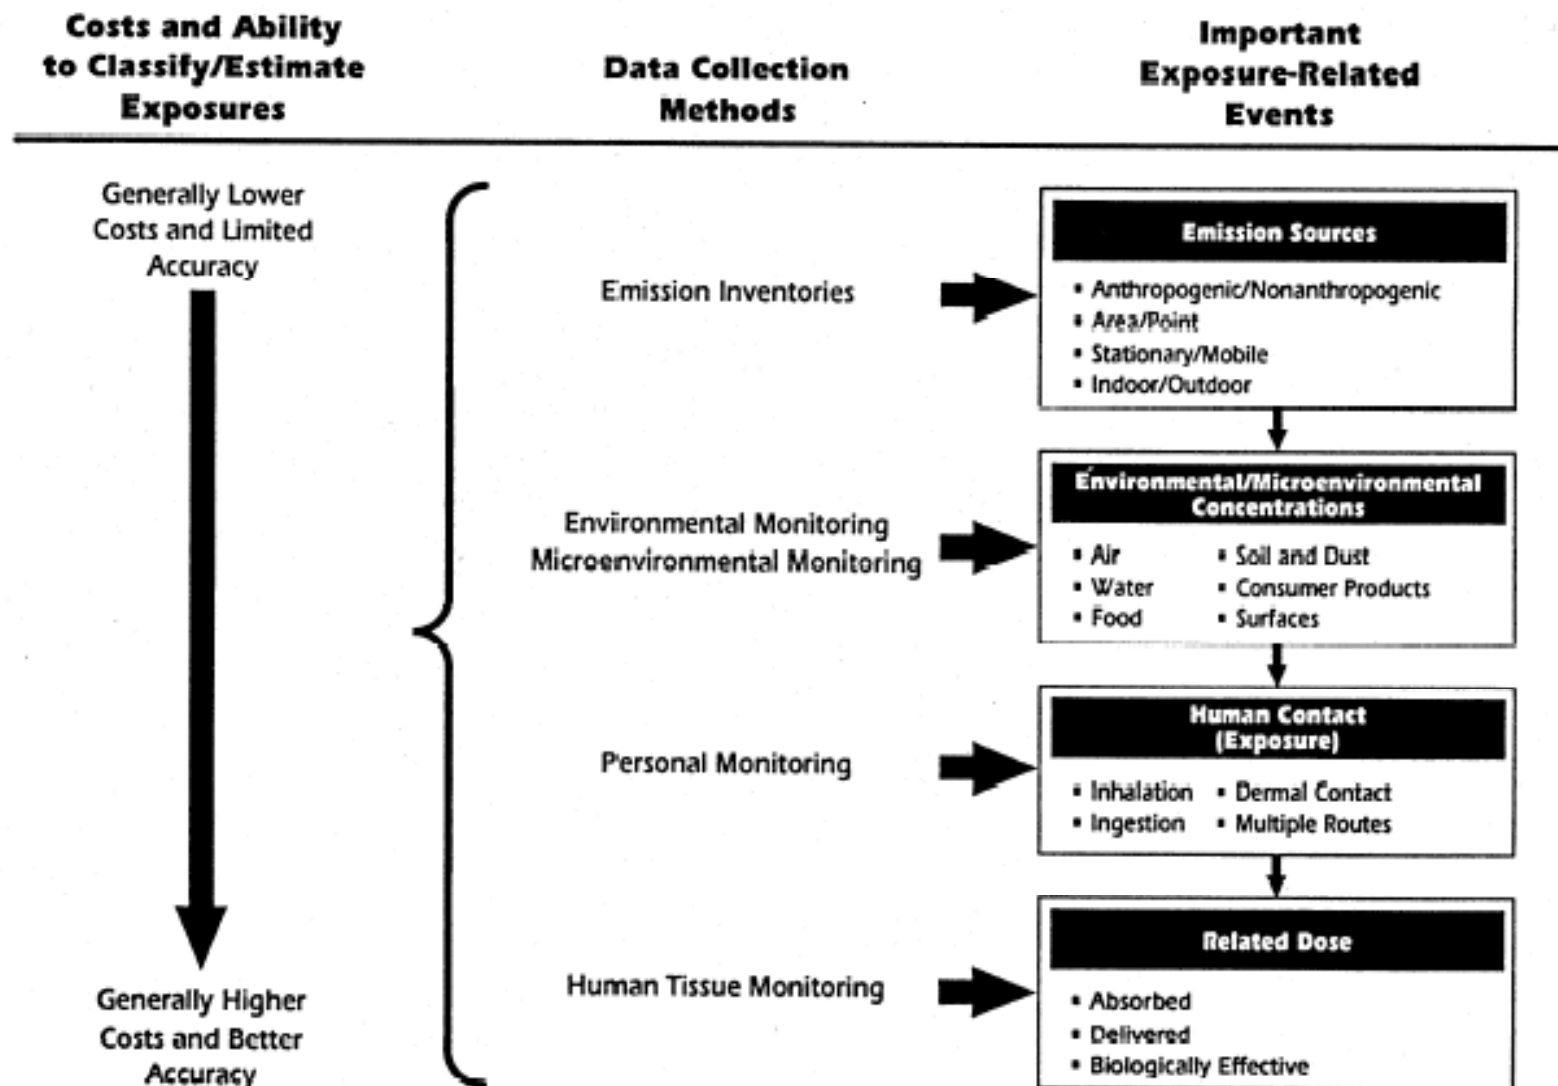 Costs and Ability
to Classify/Estimate
Exposures
Data Collection
Methods
Important
Exposure-Related
Events
Generally Lower
Costs and Limited
Accuracy
Generally Higher
Costs and Better
Accuracy
Emission Inventories
Environmental Monitoring
Microenvironmental Monitoring
Personal Monitoring
Human Tissue Monitoring
Emission Sources
▪ Anthropogenic/Nonanthropogenic
▪ Area/Point
▪ Stationary/Mobile
▪ Indoor/Outdoor
Environmental/Microenvironmental
Concentrations
▪ Air ▪ Soil and Dust
▪ Water ▪ Consumer Products
▪ Food ▪ Surfaces
Human Contact
(Exposure)
▪ Inhalation ▪ Dermal Contact
▪ Ingestion ▪ Multiple Routes
Related Dose
▪ Absorbed
▪ Delivered
▪ Biologically Effective